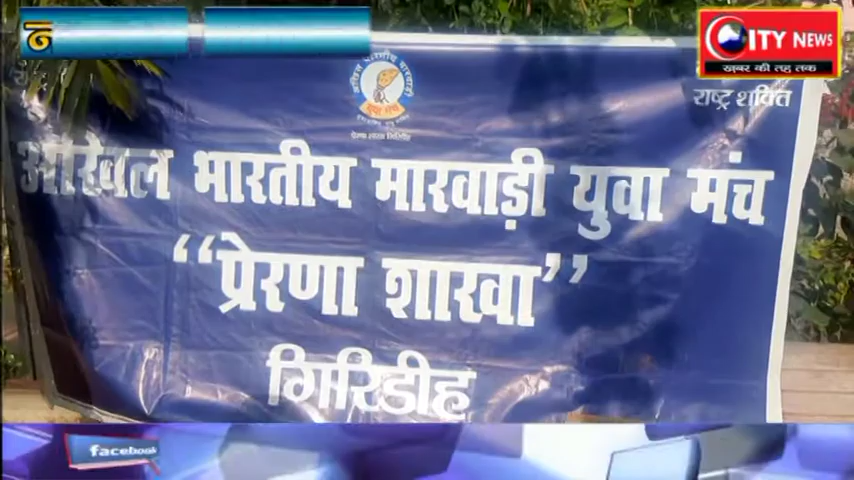 CITY NEWS
ख़बर की तह तक
राष्ट्र शक्ति
अखिल भारतीय मारवाड़ी युवा मंच
“प्रेरणा शाखा”
गिरिडीह
facebook